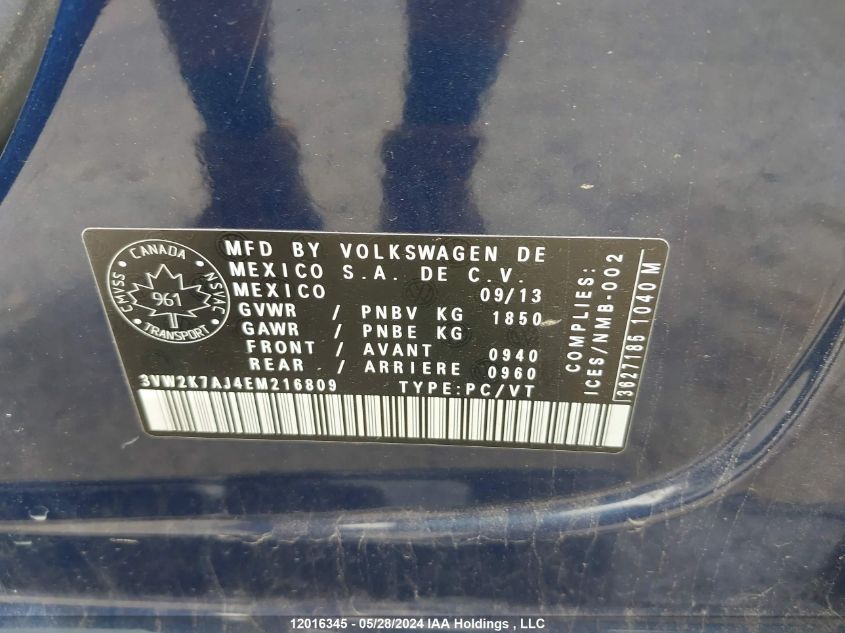 CANADA
CMVSS
NSVAC
961
TRANSPORT
MFD BY VOLKSWAGEN DE
MEXICO S.A. DE C.V.
MEXICO 09/13
GVWR / PNBV KG 1850
GAWR / PNBE KG
FRONT / AVANT 0940
REAR / ARRIERE 0960
3VW2K7AJ4EM216809 TYPE:PC/VT
COMPLIES:
ICES/NMB-002
3627185 1040 M
12016345 - 05/28/2024 IAA Holdings , LLC